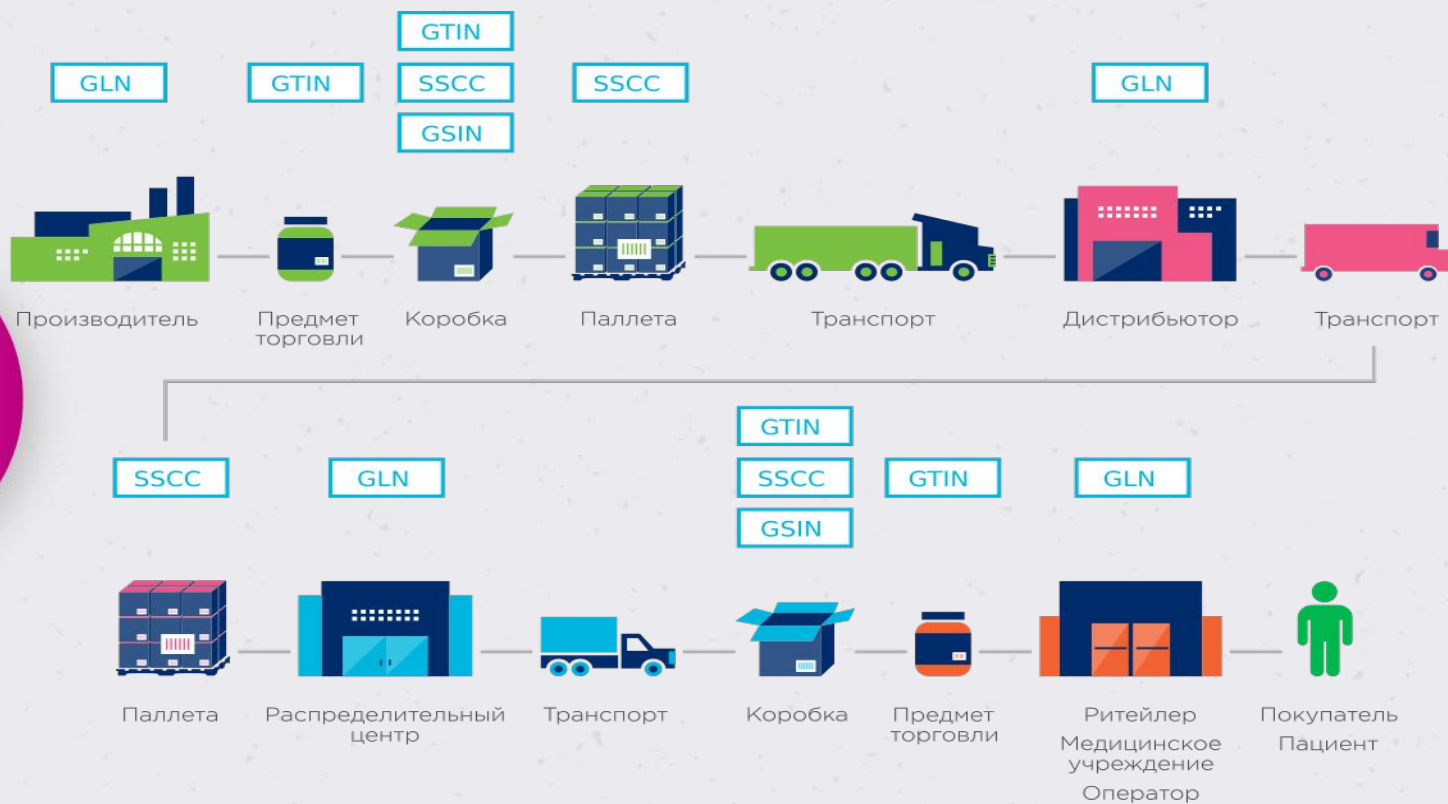 GTIN
GLN
GTIN
SSCC
SSCC
GLN
GSIN
Производитель
Предмет
торговли
Коробка
Паллета
Транспорт
Дистрибьютор
Транспорт
GTIN
SSCC
GLN
SSCC
GTIN
GLN
GSIN
Паллета
Распределительный
центр
Транспорт
Коробка
Предмет
торговли
Ритейлер
Медицинское
учреждение
Оператор
Покупатель
Пациент